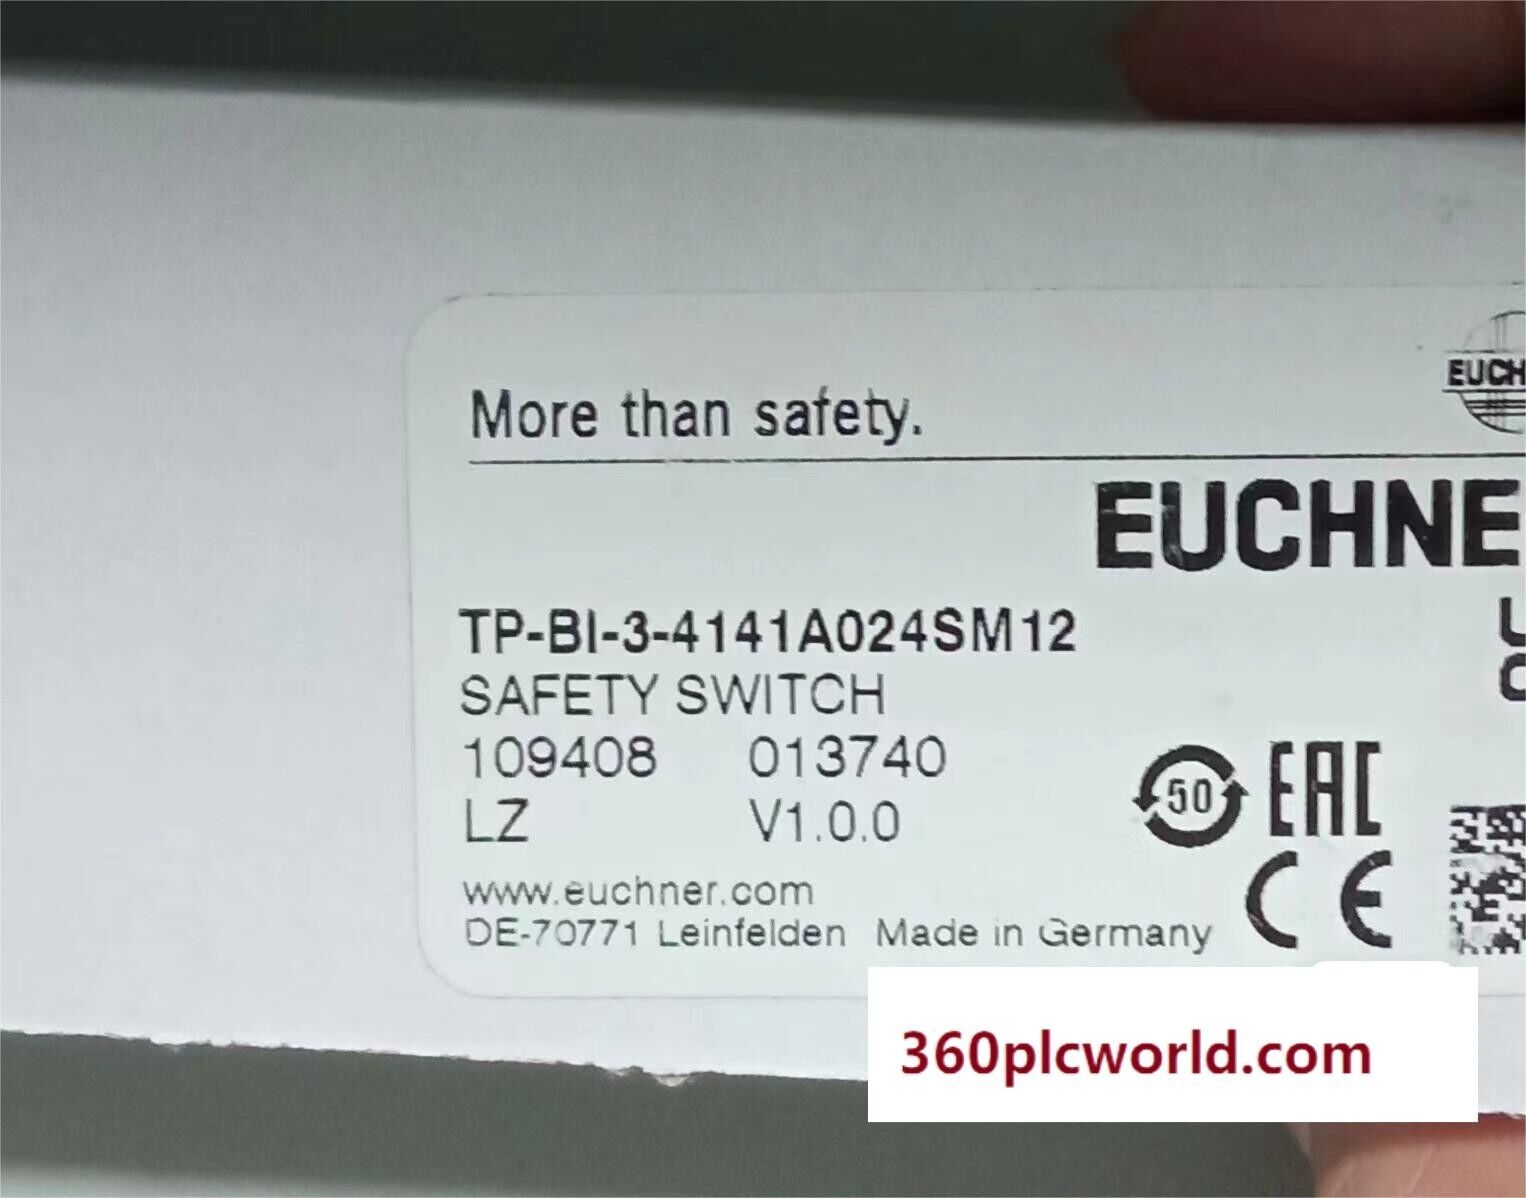 More than safety.
EUCH
EUCHNE
TP-BI-3-4141A024SM12
SAFETY SWITCH
109408 013740
LZ V1.0.0
50 EAC
CE
www.euchner.com
DE-70771 Leinfelden Made in Germany
360plcworld.com